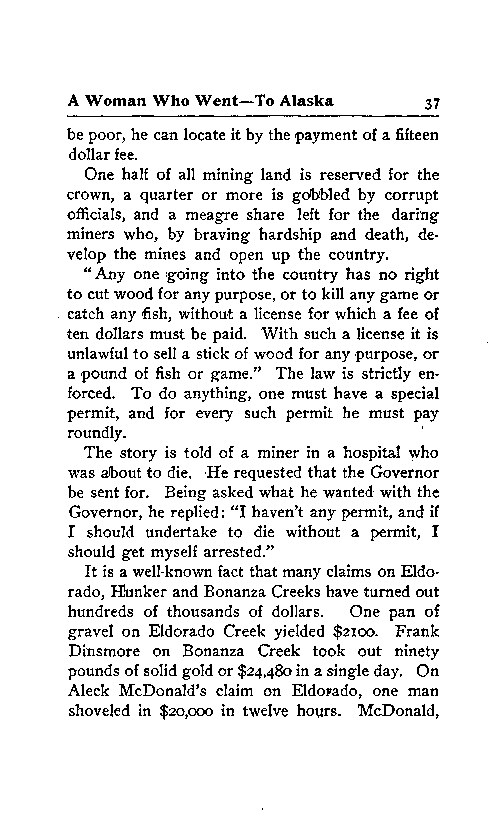 A Woman Who Went—To Alaska 37
be poor, he can locate it by the payment of a fifteen
dollar fee.
One half of all mining land is reserved for the
crown, a quarter or more is gobbled by corrupt
officials, and a meagre share left for the daring
miners who, by braving hardship and death, de-
velop the mines and open up the country.
"Any one going into the country has no right
to cut wood for any purpose, or to kill any game or
catch any fish, without a license for which a fee of
ten dollars must be paid. With such a license it is
unlawful to sell a stick of wood for any purpose, or
a pound of fish or game." The law is strictly en-
forced. To do anything, one must have a special
permit, and for every such permit he must pay
roundly.
The story is told of a miner in a hospital who
was about to die. He requested that the Governor
be sent for. Being asked what he wanted with the
Governor, he replied: "I haven't any permit, and if
I should undertake to die without a permit, I
should get myself arrested."
It is a well-known fact that many claims on Eldo-
rado, Hunker and Bonanza Creeks have turned out
hundreds of thousands of dollars. One pan of
gravel on Eldorado Creek yielded $2100. Frank
Dinsmore on Bonanza Creek took out ninety
pounds of solid gold or $24,480 in a single day. On
Aleck McDonald's claim on Eldorado, one man
shoveled in $20,000 in twelve hours. McDonald,